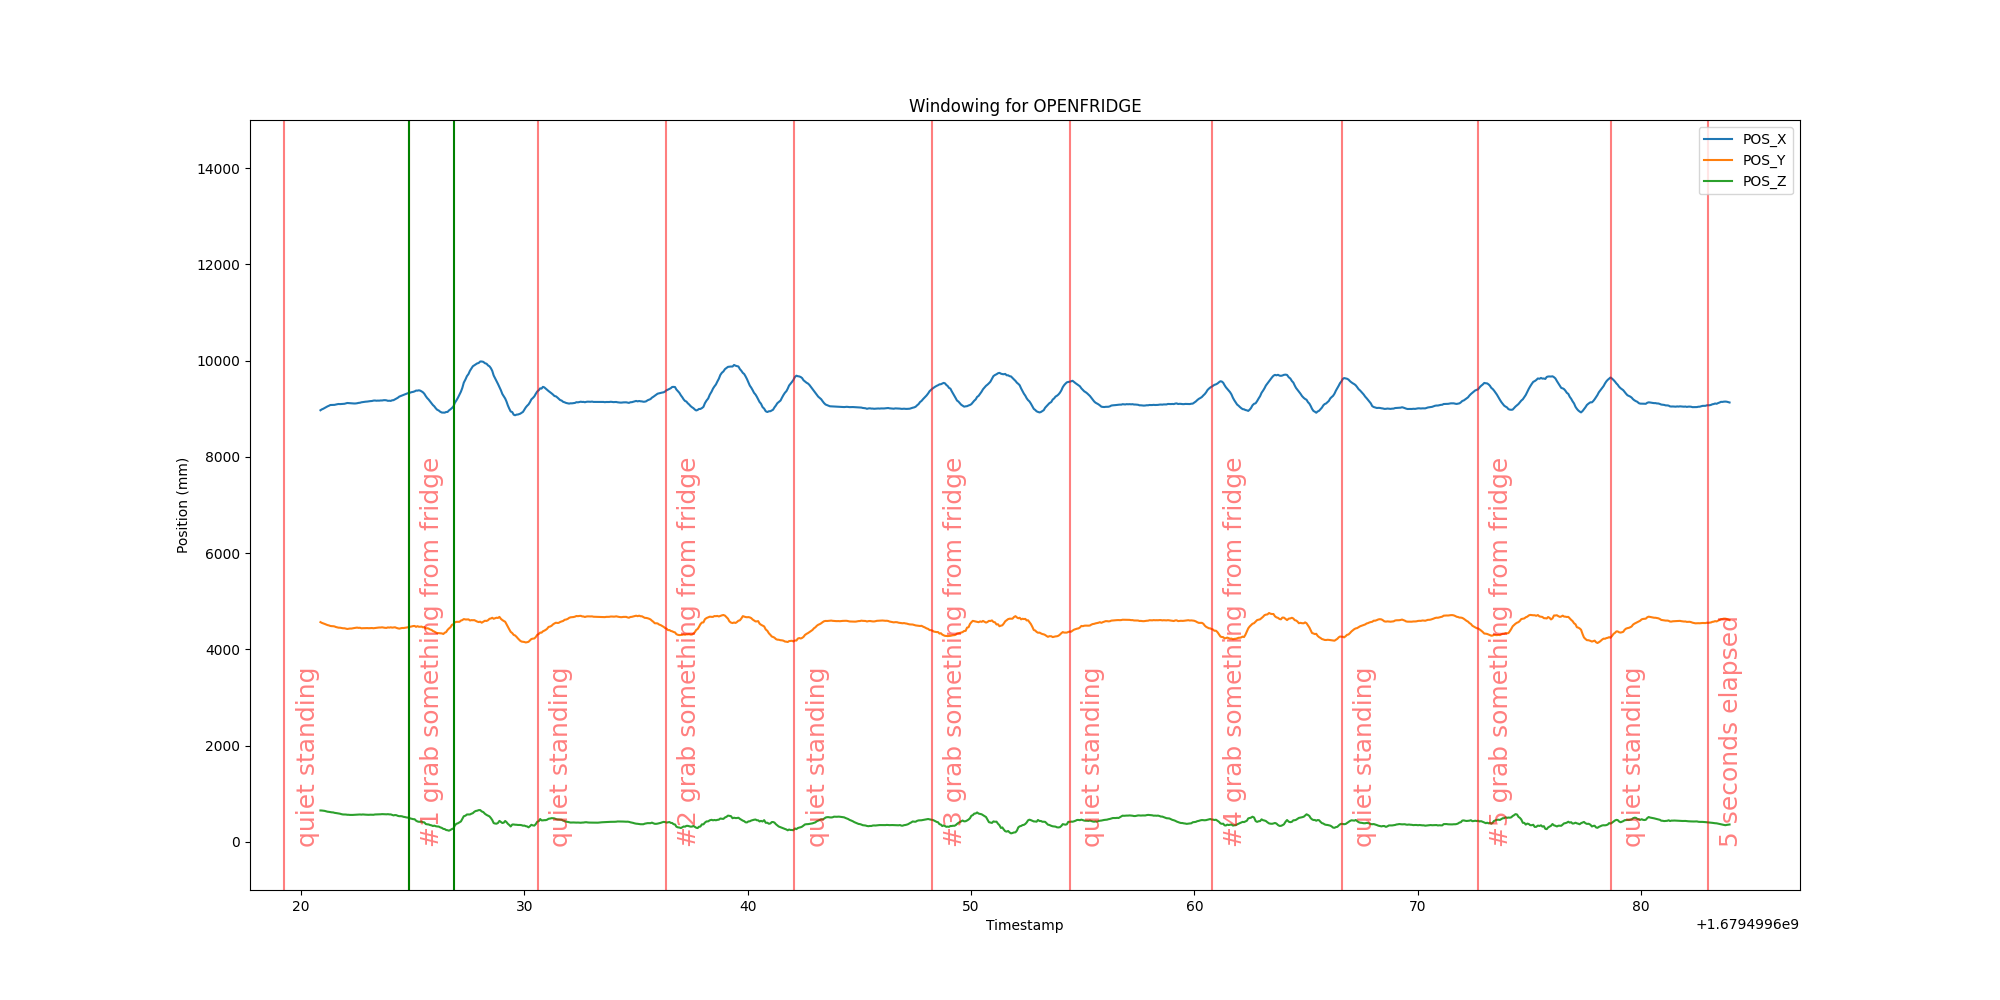 Windowing for OPENFRIDGE
POS_X
POS_Y
POS_Z
14000
12000
10000
8000
6000
4000
2000
0
Position (mm)
quiet standing
#1 grab something from fridge
quiet standing
#2 grab something from fridge
quiet standing
#3 grab something from fridge
quiet standing
#4 grab something from fridge
quiet standing
#5 grab something from fridge
quiet standing
5 seconds elapsed
20 30 40 50 60 70 80
Timestamp
+1.6794996e9